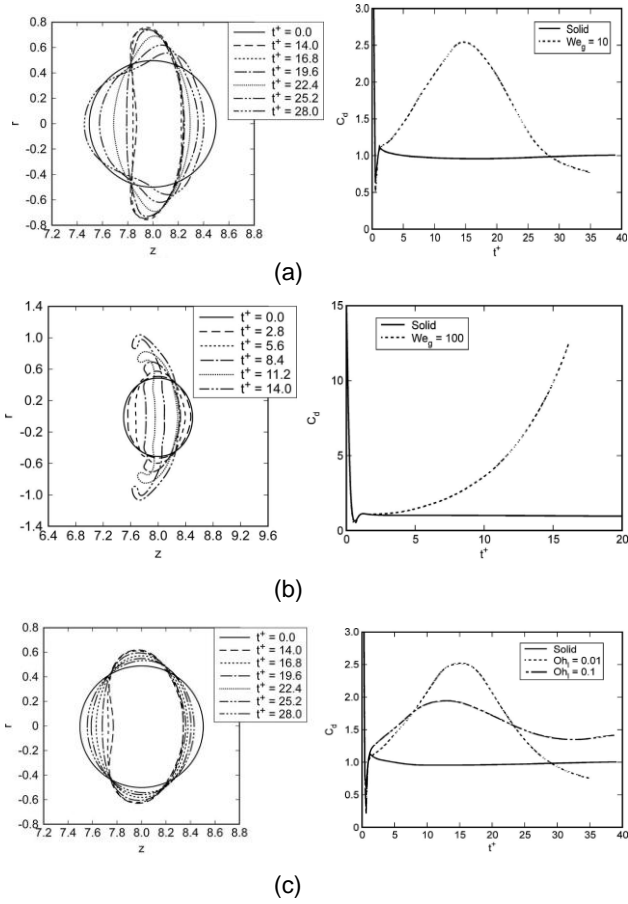 0.8
0.6
0.4
0.2
0
-0.2
-0.4
-0.6
-0.8
r
7.2 7.4 7.6 7.8 8.0 8.2 8.4 8.6 8.8
z
t+ = 0.0
t+ = 14.0
t+ = 16.8
t+ = 19.6
t+ = 22.4
t+ = 25.2
t+ = 28.0
3.0
2.5
2.0
1.5
1.0
0.5
0
Cd
0 5 10 15 20 25 30 35 40
t+
Solid
Weg = 10
(a)
1.4
1.0
0.6
0.2
-0.2
-0.6
-1.0
-1.4
r
6.4 6.8 7.2 7.6 8.0 8.4 8.8 9.2 9.6
z
t+ = 0.0
t+ = 2.8
t+ = 5.6
t+ = 8.4
t+ = 11.2
t+ = 14.0
15
10
5
0
Cd
0 5 10 15 20
t+
Solid
Weg = 100
(b)
0.8
0.6
0.4
0.2
0
-0.2
-0.4
-0.6
-0.8
r
7.2 7.4 7.6 7.8 8.0 8.2 8.4 8.6 8.8
z
t+ = 0.0
t+ = 14.0
t+ = 16.8
t+ = 19.6
t+ = 22.4
t+ = 25.2
t+ = 28.0
3.0
2.5
2.0
1.5
1.0
0.5
0
Cd
0 5 10 15 20 25 30 35 40
t+
Solid
Ohl = 0.01
Ohl = 0.1
(c)